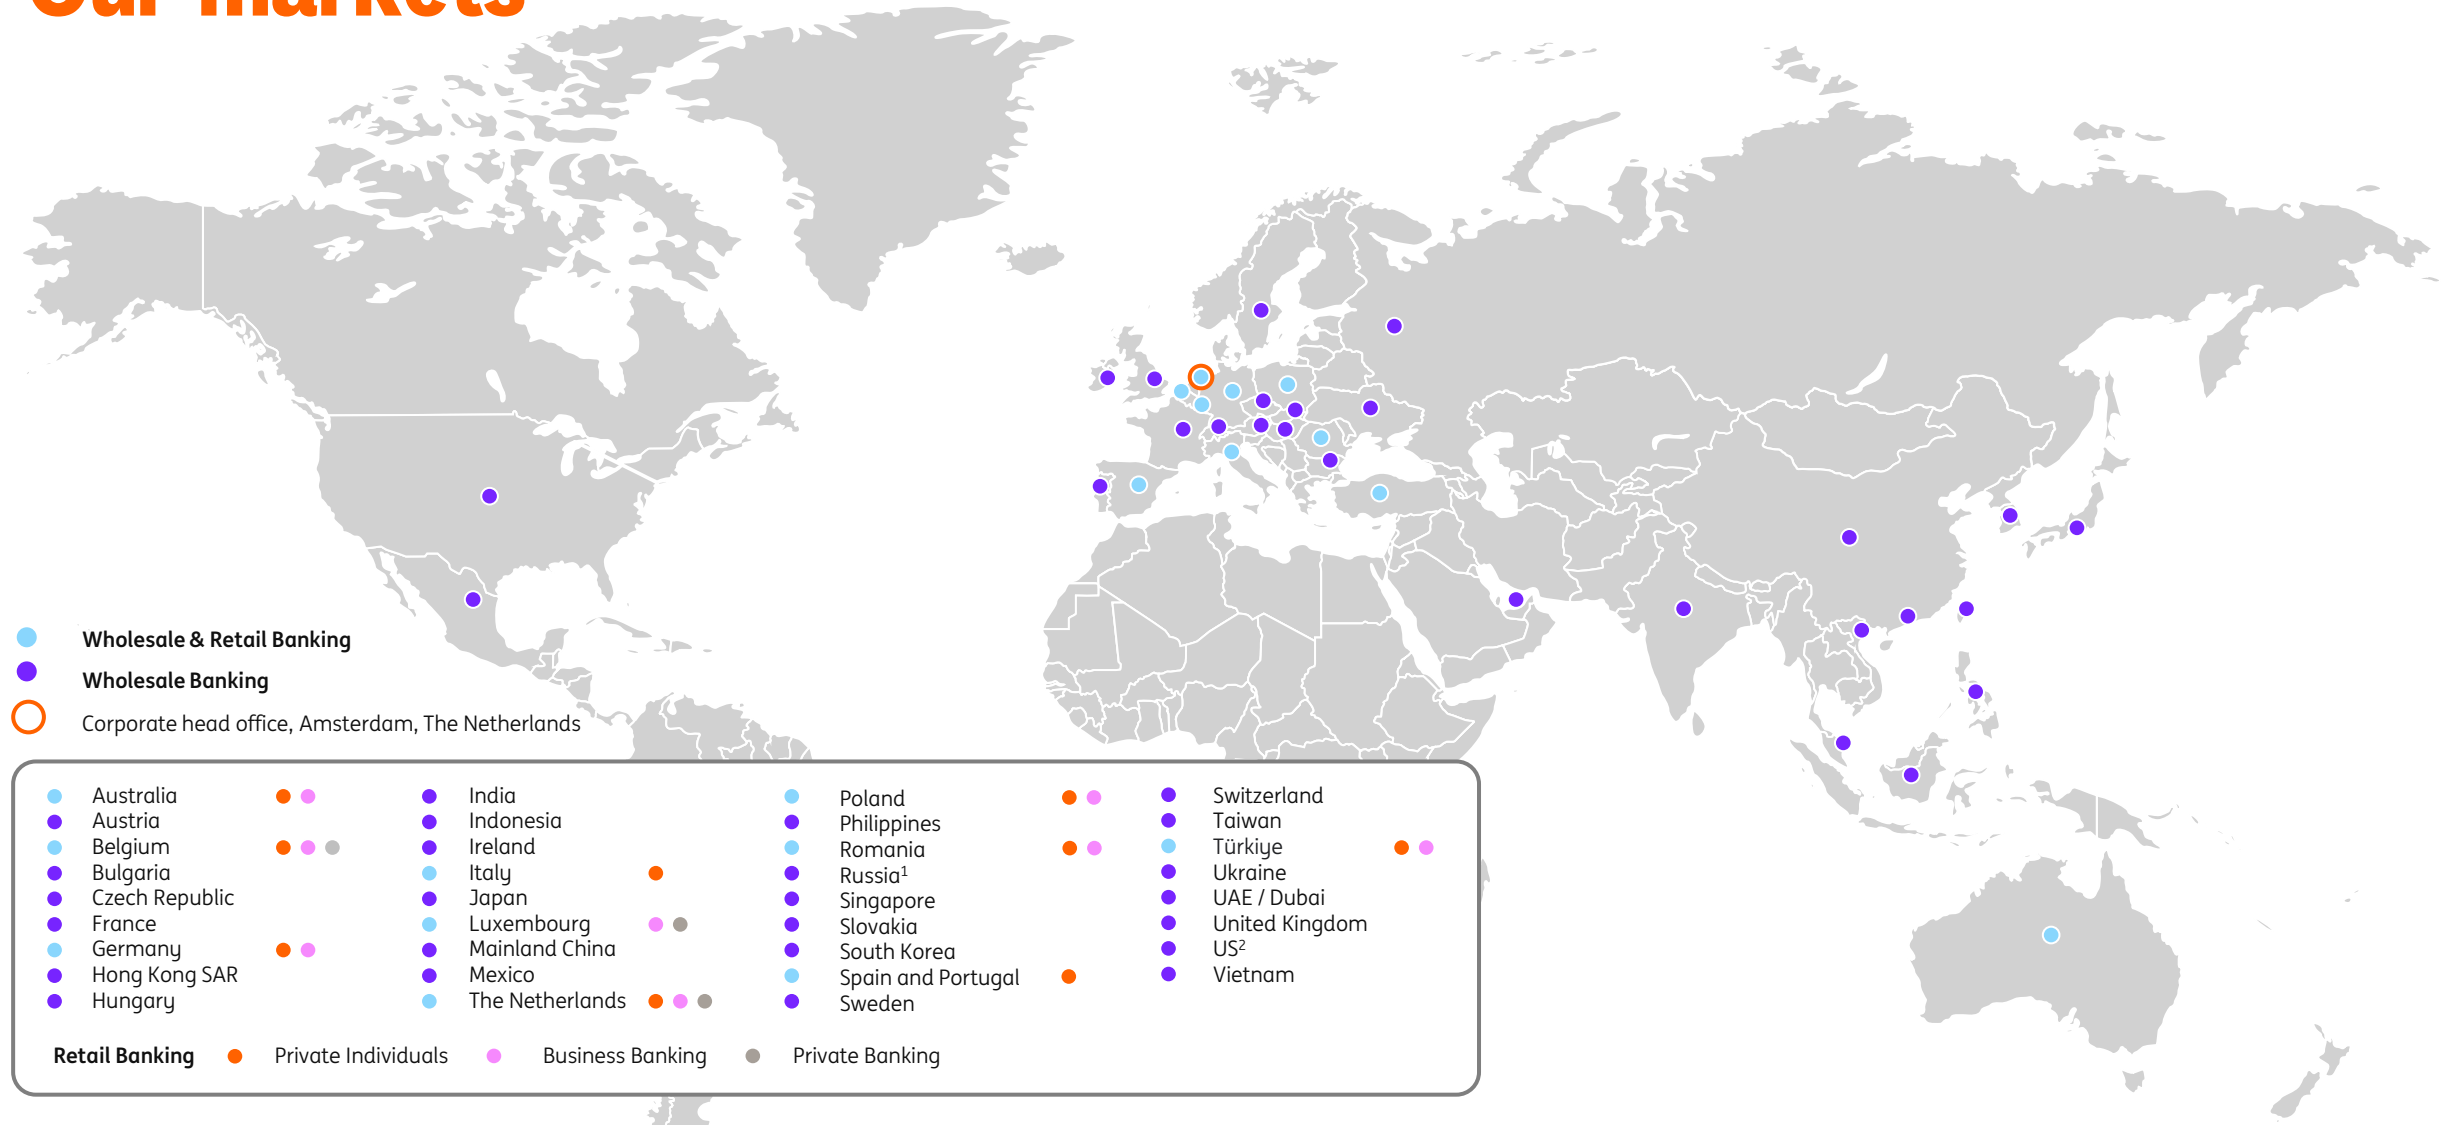 Our markets
Wholesale & Retail Banking
Wholesale Banking
Corporate head office, Amsterdam, The Netherlands
Australia
Austria
Belgium
Bulgaria
Czech Republic
France
Germany
Hong Kong SAR
Hungary
India
Indonesia
Ireland
Italy
Japan
Luxembourg
Mainland China
Mexico
The Netherlands
Poland
Philippines
Romania
Russia¹
Singapore
Slovakia
South Korea
Spain and Portugal
Sweden
Switzerland
Taiwan
Türkiye
Ukraine
UAE / Dubai
United Kingdom
US²
Vietnam
Retail Banking Private Individuals Business Banking Private Banking